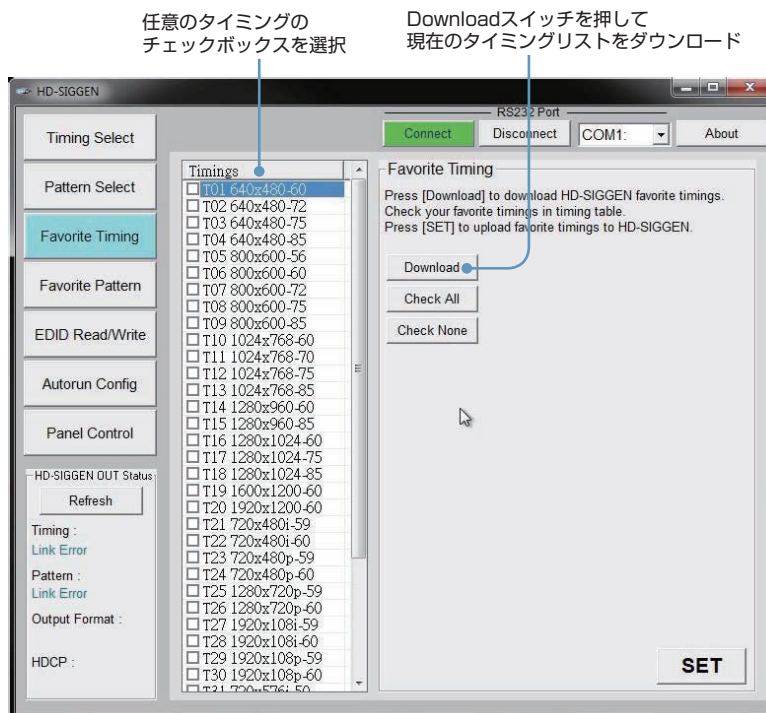 任意のタイミングの
チェックボックスを選択
Downloadスイッチを押して
現在のタイミングリストをダウンロード
HD-SIGGEN
RS232 Port
Connect
Disconnect
COM1:
About
Timing Select
Pattern Select
Favorite Timing
Favorite Pattern
EDID Read/Write
Autorun Config
Panel Control
HD-SIGGEN OUT Status
Refresh
Timing :
Link Error
Pattern :
Link Error
Output Format :
HDCP :
Timings
T01 640x480-60
T02 640x480-72
T03 640x480-75
T04 640x480-85
T05 800x600-56
T06 800x600-60
T07 800x600-72
T08 800x600-75
T09 800x600-85
T10 1024x768-60
T11 1024x768-70
T12 1024x768-75
T13 1024x768-85
T14 1280x960-60
T15 1280x960-85
T16 1280x1024-60
T17 1280x1024-75
T18 1280x1024-85
T19 1600x1200-60
T20 1920x1200-60
T21 720x480i-59
T22 720x480i-60
T23 720x480p-59
T24 720x480p-60
T25 1280x720p-59
T26 1280x720p-60
T27 1920x108i-59
T28 1920x108i-60
T29 1920x108p-59
T30 1920x108p-60
T31 720x576i-50
Favorite Timing
Press [Download] to download HD-SIGGEN favorite timings.
Check your favorite timings in timing table.
Press [SET] to upload favorite timings to HD-SIGGEN.
Download
Check All
Check None
SET